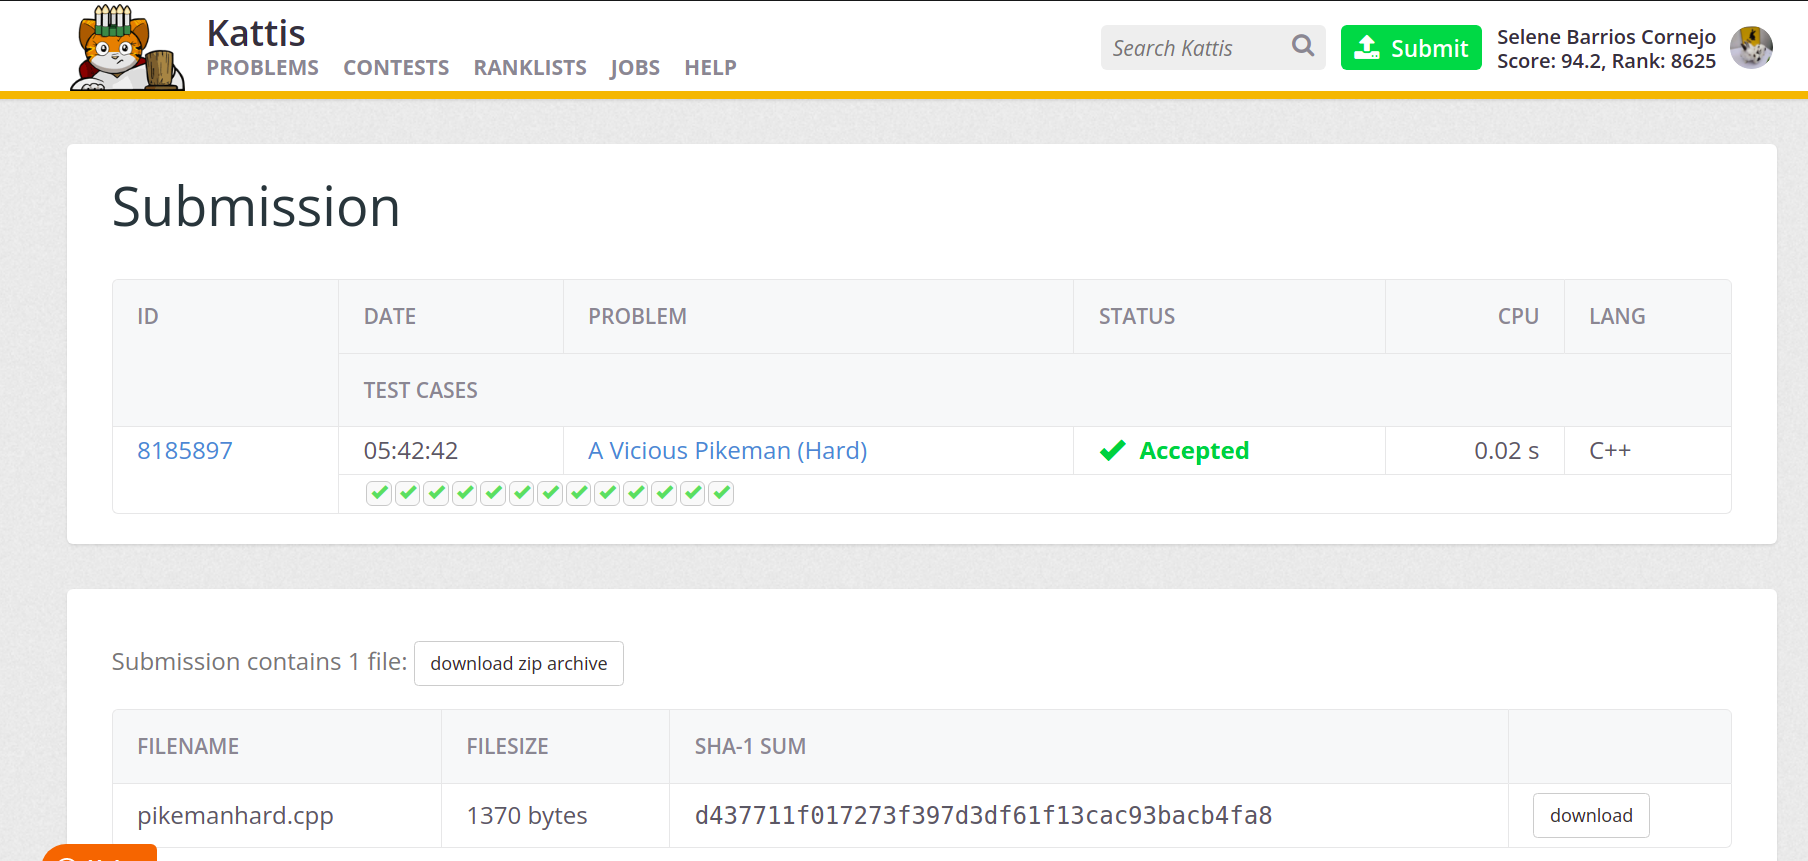 Kattis
PROBLEMS CONTESTS RANKLISTS JOBS HELP
Search Kattis
Submit
Selene Barrios Cornejo
Score: 94.2, Rank: 8625
Submission
ID DATE PROBLEM STATUS CPU LANG
TEST CASES
8185897 05:42:42 A Vicious Pikeman (Hard) Accepted 0.02 s C++
Submission contains 1 file: download zip archive
FILENAME FILESIZE SHA-1 SUM
pikemanhard.cpp 1370 bytes d437711f017273f397d3df61f13cac93bacb4fa8 download